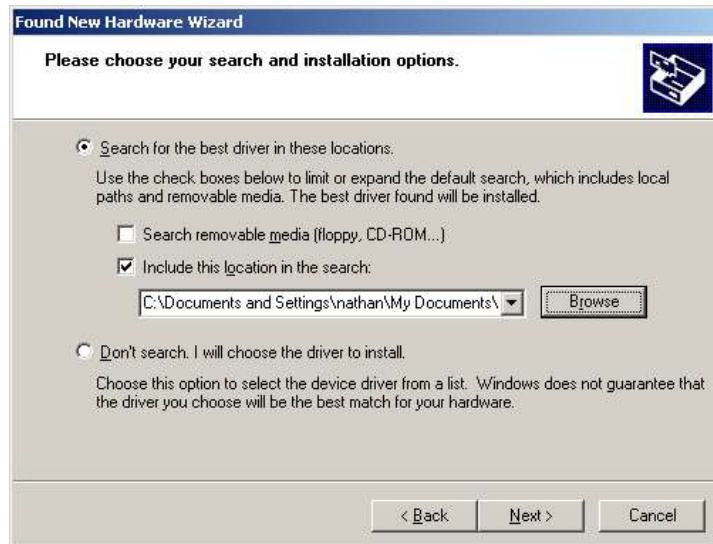 Found New Hardware Wizard
Please choose your search and installation options.
Search for the best driver in these locations.
Use the check boxes below to limit or expand the default search, which includes local
paths and removable media. The best driver found will be installed.
Search removable media (floppy, CD-ROM...)
Include this location in the search:
C:\Documents and Settings\nathan\My Documents\
Browse
Don't search. I will choose the driver to install.
Choose this option to select the device driver from a list.  Windows does not guarantee that
the driver you choose will be the best match for your hardware.
< Back
Next >
Cancel